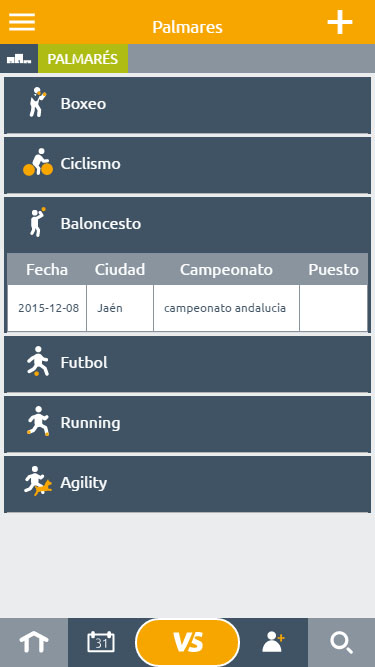 Palmares
PALMARÉS
Boxeo
Ciclismo
Baloncesto
Fecha Ciudad Campeonato Puesto
2015-12-08 Jaén campeonato andalucia
Futbol
Running
Agility
31 VS